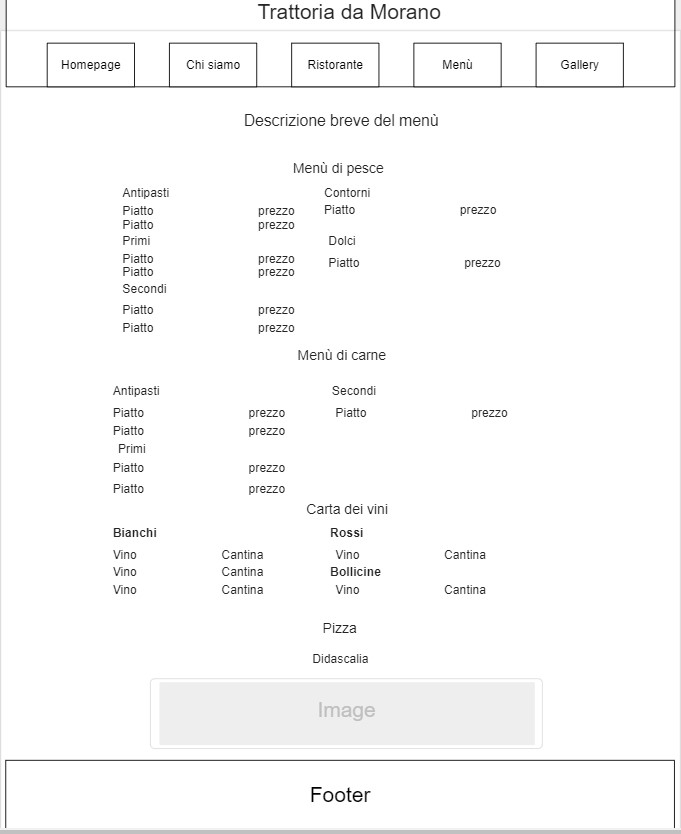 Trattoria da Morano
Homepage Chi siamo Ristorante Menù Gallery
Descrizione breve del menù
Menù di pesce
Antipasti Contorni
Piatto prezzo Piatto prezzo
Piatto prezzo
Primi Dolci
Piatto prezzo Piatto prezzo
Piatto prezzo
Secondi
Piatto prezzo
Piatto prezzo
Menù di carne
Antipasti Secondi
Piatto prezzo Piatto prezzo
Piatto prezzo
Primi
Piatto prezzo
Piatto prezzo
Carta dei vini
Bianchi Rossi
Vino Cantina Vino Cantina
Vino Cantina Bollicine
Vino Cantina Vino Cantina
Pizza
Didascalia
Image
Footer